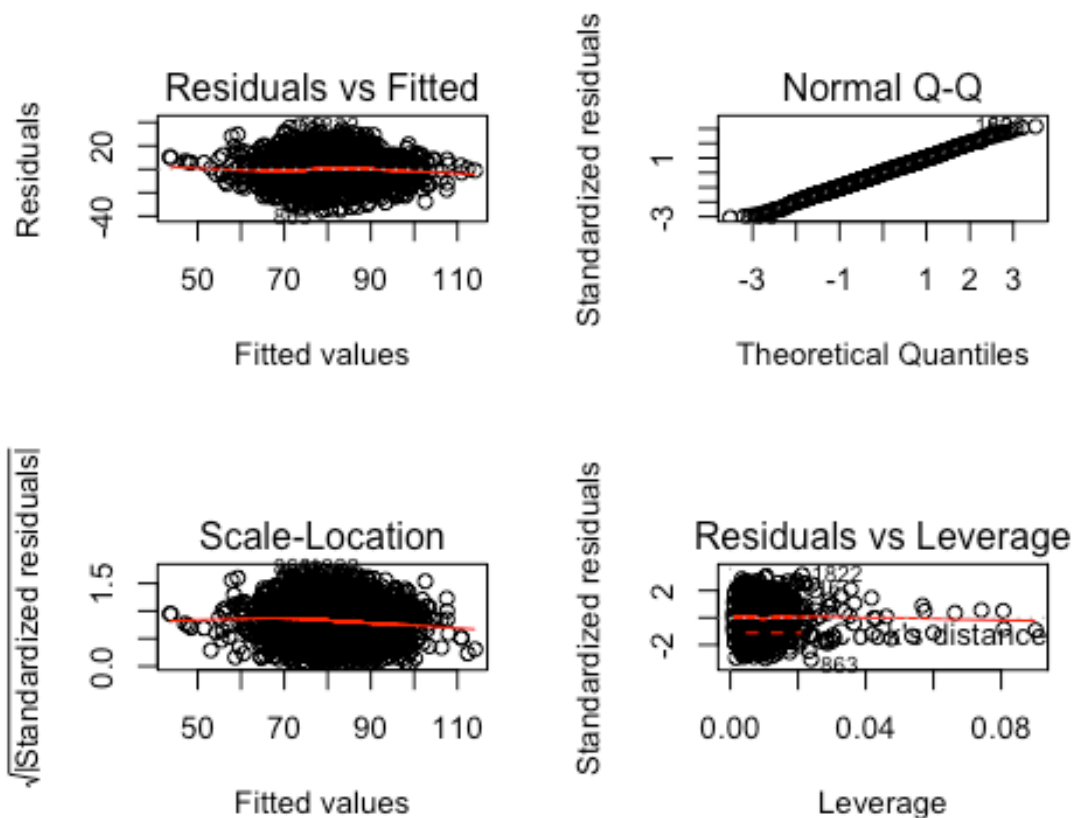 Residuals vs Fitted
Residuals
20
-40
50 70 90 110
Fitted values
Normal Q-Q
Standardized residuals
1
-3
-3 -1 1 2 3
Theoretical Quantiles
Scale-Location
√|Standardized residuals|
1.5
0.0
50 70 90 110
Fitted values
Residuals vs Leverage
Standardized residuals
2
-2
1822
Cook's distance
863
0.00 0.04 0.08
Leverage